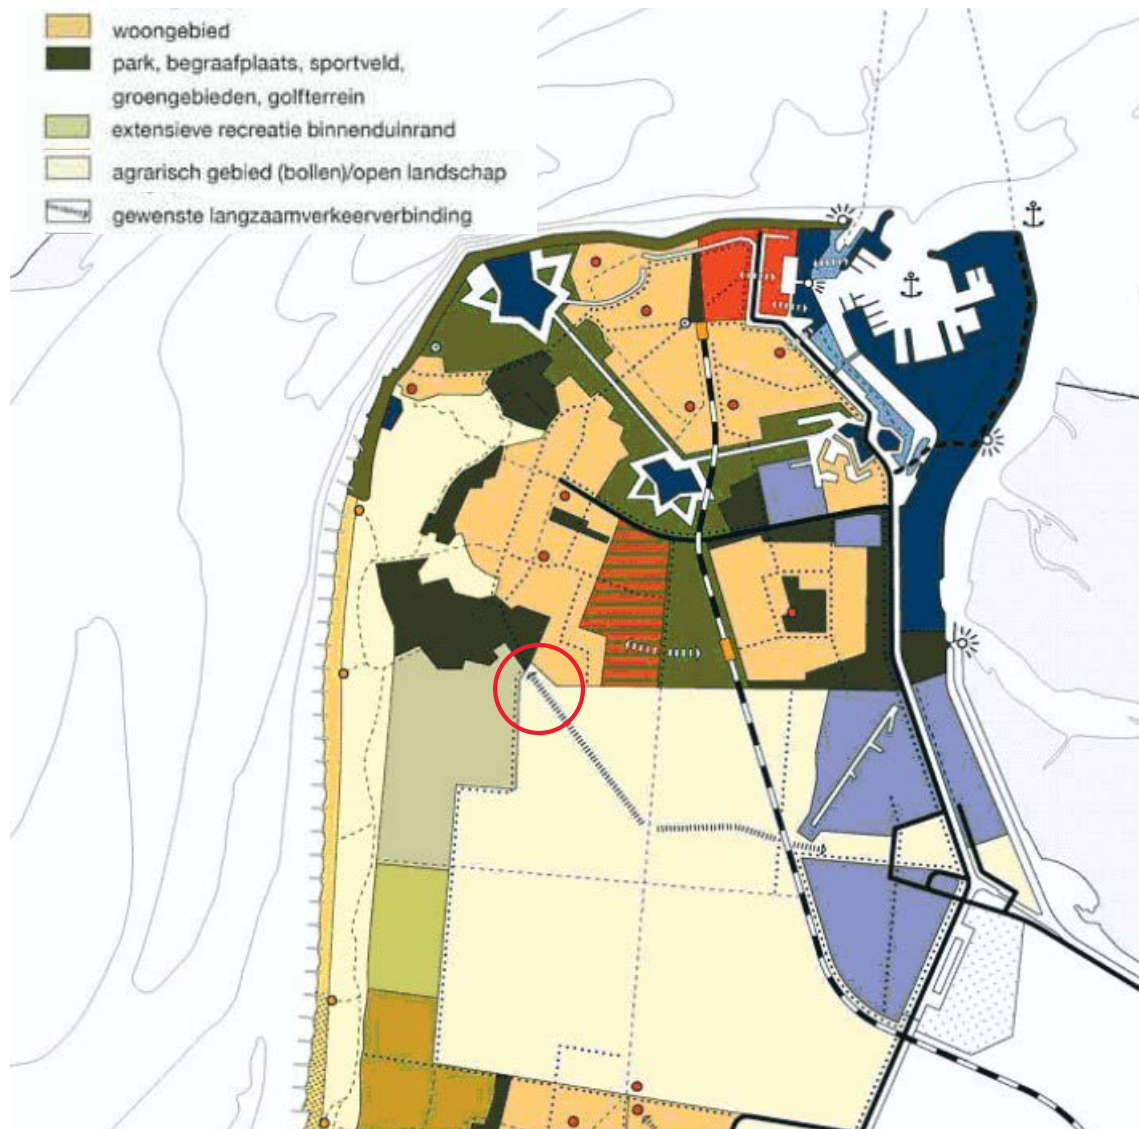 woongebied
park, begraafplaats, sportveld,
groengebieden, golfterrein
extensieve recreatie binnenduinrand
agrarisch gebied (bollen)/open landschap
gewenste langzaamverkeerverbinding